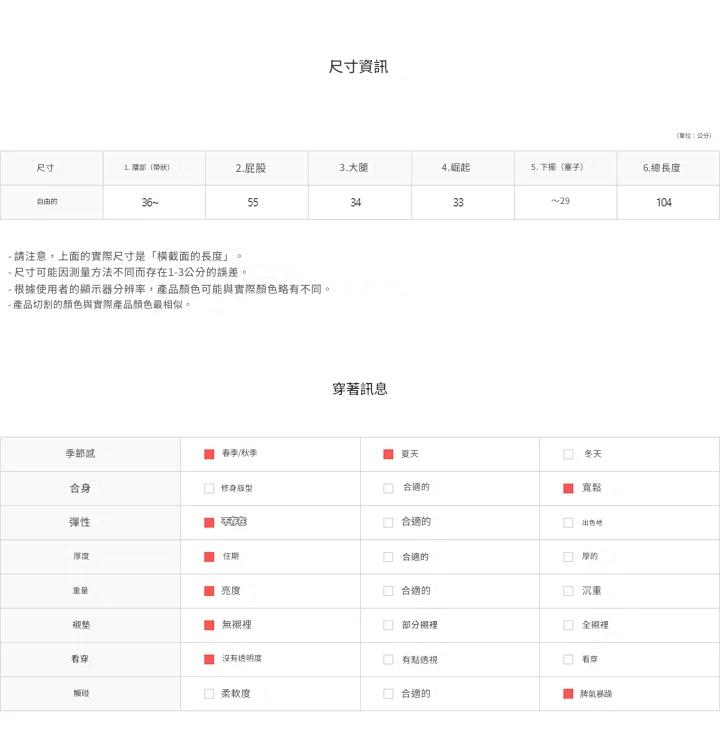 尺寸資訊
（單位：公分）
尺寸 1. 腰部（帶狀） 2.屁股 3.大腿 4.崛起 5. 下擺（塞子） 6.總長度
自由的 36~ 55 34 33 ～29 104
- 請注意，上面的實際尺寸是「橫截面的長度」。
- 尺寸可能因測量方法不同而存在1-3公分的誤差。
- 根據使用者的顯示器分辨率，產品顏色可能與實際顏色略有不同。
- 產品切割的顏色與實際產品顏色最相似。
穿著訊息
季節感 春季/秋季 夏天 冬天
合身 修身版型 合適的 寬鬆
彈性 不存在 合適的 出色地
厚度 任期 合適的 厚的
重量 亮度 合適的 沉重
襯墊 無襯裡 部分襯裡 全襯裡
看穿 沒有透明度 有點透視 看穿
觸碰 柔軟度 合適的 脾氣暴躁